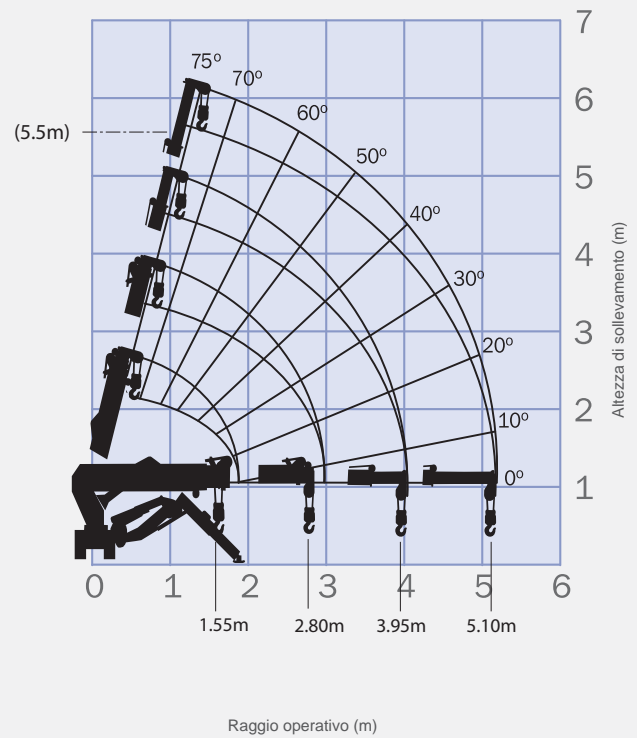 7
75º
70º
6
60º
(5.5m)
50º
5
40º
4
30º
3
20º
2
10º
0º
1
Altezza di sollevamento (m)
0 1 2 3 4 5 6
1.55m 2.80m 3.95m 5.10m
Raggio operativo (m)